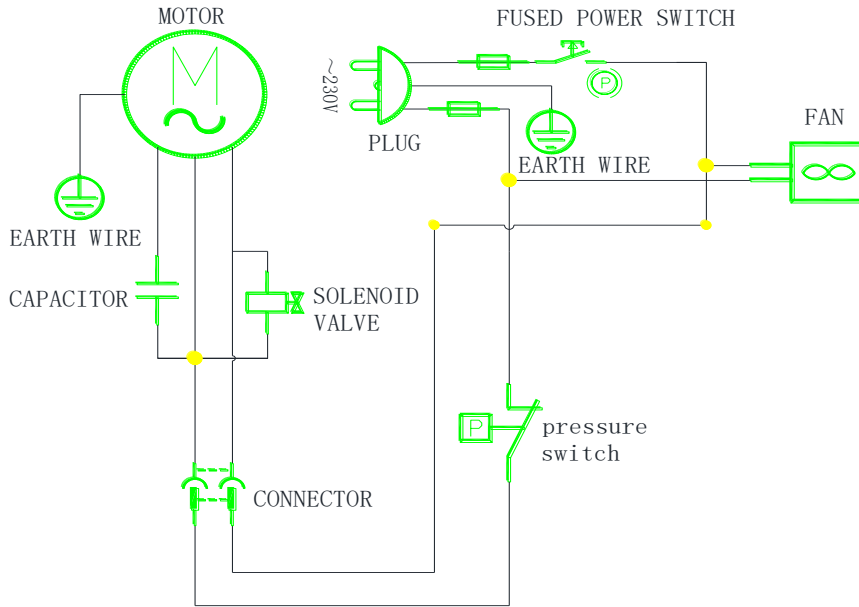 MOTOR
FUSED POWER SWITCH
M
~230V
P
PLUG
FAN
EARTH WIRE
EARTH WIRE
CAPACITOR
SOLENOID
VALVE
P
pressure
switch
CONNECTOR